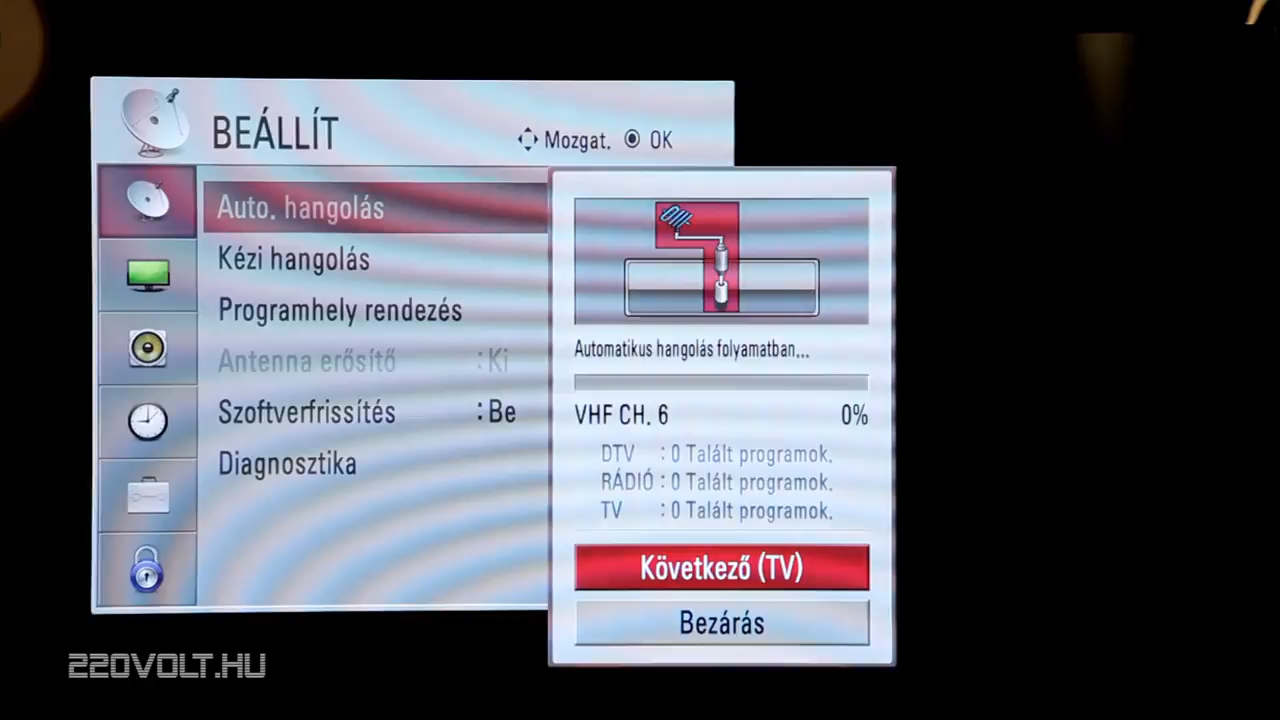 BEÁLLÍT
Mozgat. OK
Auto. hangolás
Kézi hangolás
Programhely rendezés
Antenna erősítő : Ki
Szoftverfrissítés : Be
Diagnosztika
Automatikus hangolás folyamatban...
VHF CH. 6 0%
DTV : 0 Talált programok.
RÁDIÓ : 0 Talált programok.
TV : 0 Talált programok.
Következő (TV)
Bezárás
220VOLT.HU